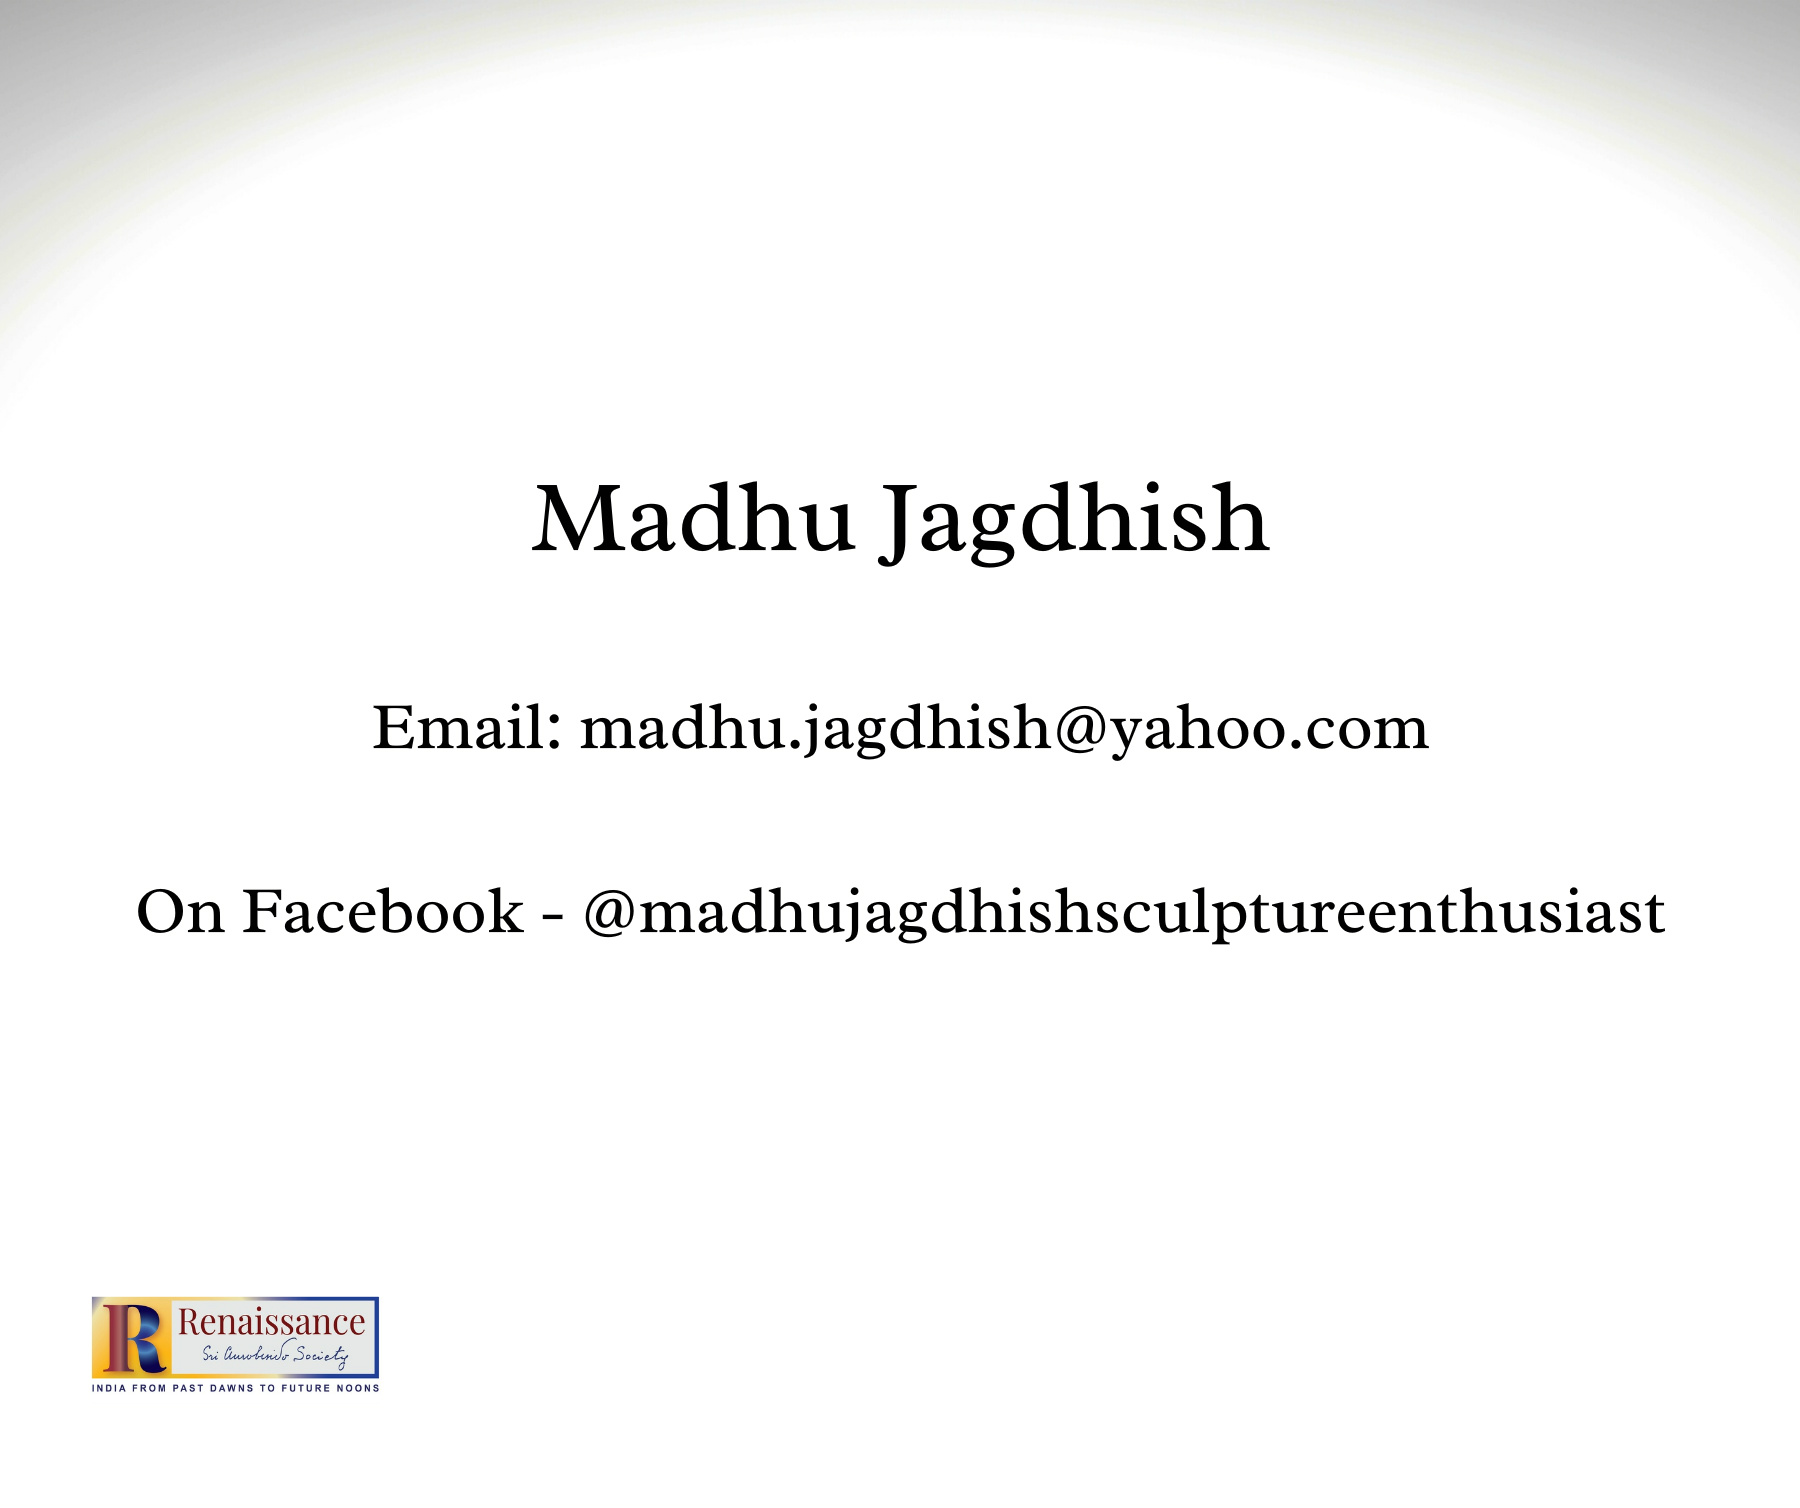 Madhu Jagdhish
Email: madhu.jagdhish@yahoo.com
On Facebook - @madhujagdhishsculptureenthusiast
R Renaissance
Sri Aurobindo Society
INDIA FROM PAST DAWNS TO FUTURE NOONS